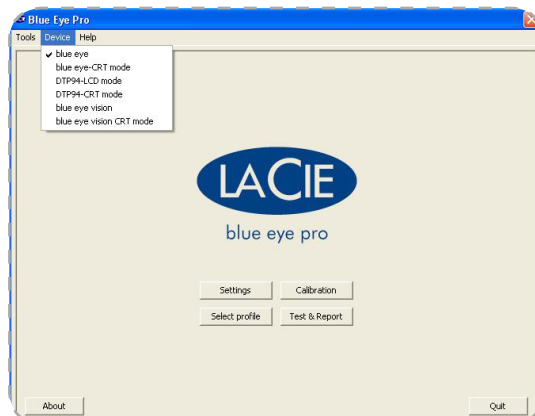 Blue Eye Pro
Tools Device Help
blue eye
blue eye-CRT mode
DTP94-LCD mode
DTP94-CRT mode
blue eye vision
blue eye vision CRT mode
LACIE
blue eye pro
Settings Calibration
Select profile Test & Report
About Quit